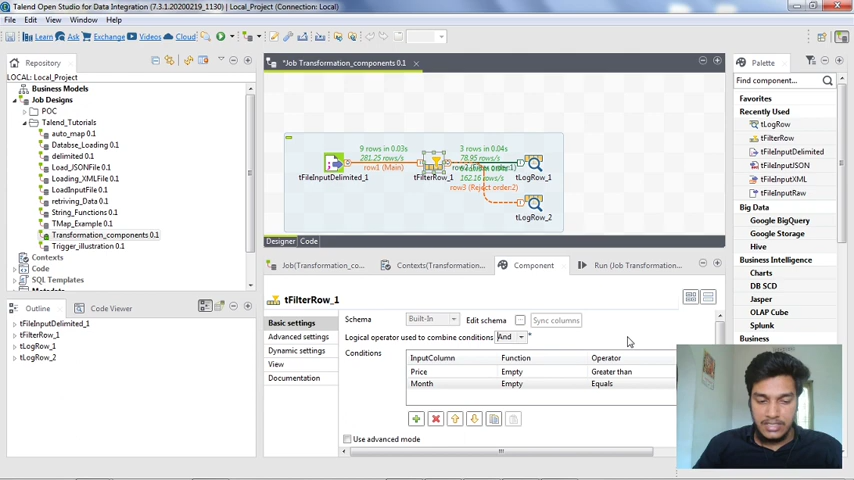 Talend Open Studio for Data Integration (7.3.1.20200219_1130) | Local_Project (Connection: Local)
File Edit View Window Help
Learn Ask Exchange Videos Cloud
Repository
LOCAL: Local_Project
Business Models
Job Designs
POC
Talend_Tutorials
auto_map 0.1
Databse_Loading 0.1
delimited 0.1
Load_JSONFile 0.1
Loading_XMLFile 0.1
LoadInputFile 0.1
retriving_Data 0.1
String_Functions 0.1
TMap_Example 0.1
Transformation_components 0.1
Trigger_illustration 0.1
Contexts
Code
SQL Templates
Metadata
Outline
Code Viewer
tFileInputDelimited_1
tFilterRow_1
tLogRow_1
tLogRow_2
*Job Transformation_components 0.1
9 rows in 0.03s
281.25 rows/s
row1 (Main)
3 rows in 0.04s
78.95 rows/s
162.16 rows/s
row3 (Reject order:2)
tFileInputDelimited_1
tFilterRow_1
tLogRow_1
tLogRow_2
Designer Code
Job(Transformation_co...
Contexts(Transformation...
Component
Run (Job Transformation...
tFilterRow_1
Basic settings
Advanced settings
Dynamic settings
View
Documentation
Schema Built-In Edit schema Sync columns
Logical operator used to combine conditions And *
Conditions
InputColumn Function Operator
Price Empty Greater than
Month Empty Equals
Use advanced mode
Palette
Find component...
Favorites
Recently Used
tLogRow
tFilterRow
tFileInputDelimited
tFileInputJSON
tFileInputXML
tFileInputRaw
Big Data
Google BigQuery
Google Storage
Hive
Business Intelligence
Charts
DB SCD
Jasper
OLAP Cube
Splunk
Business